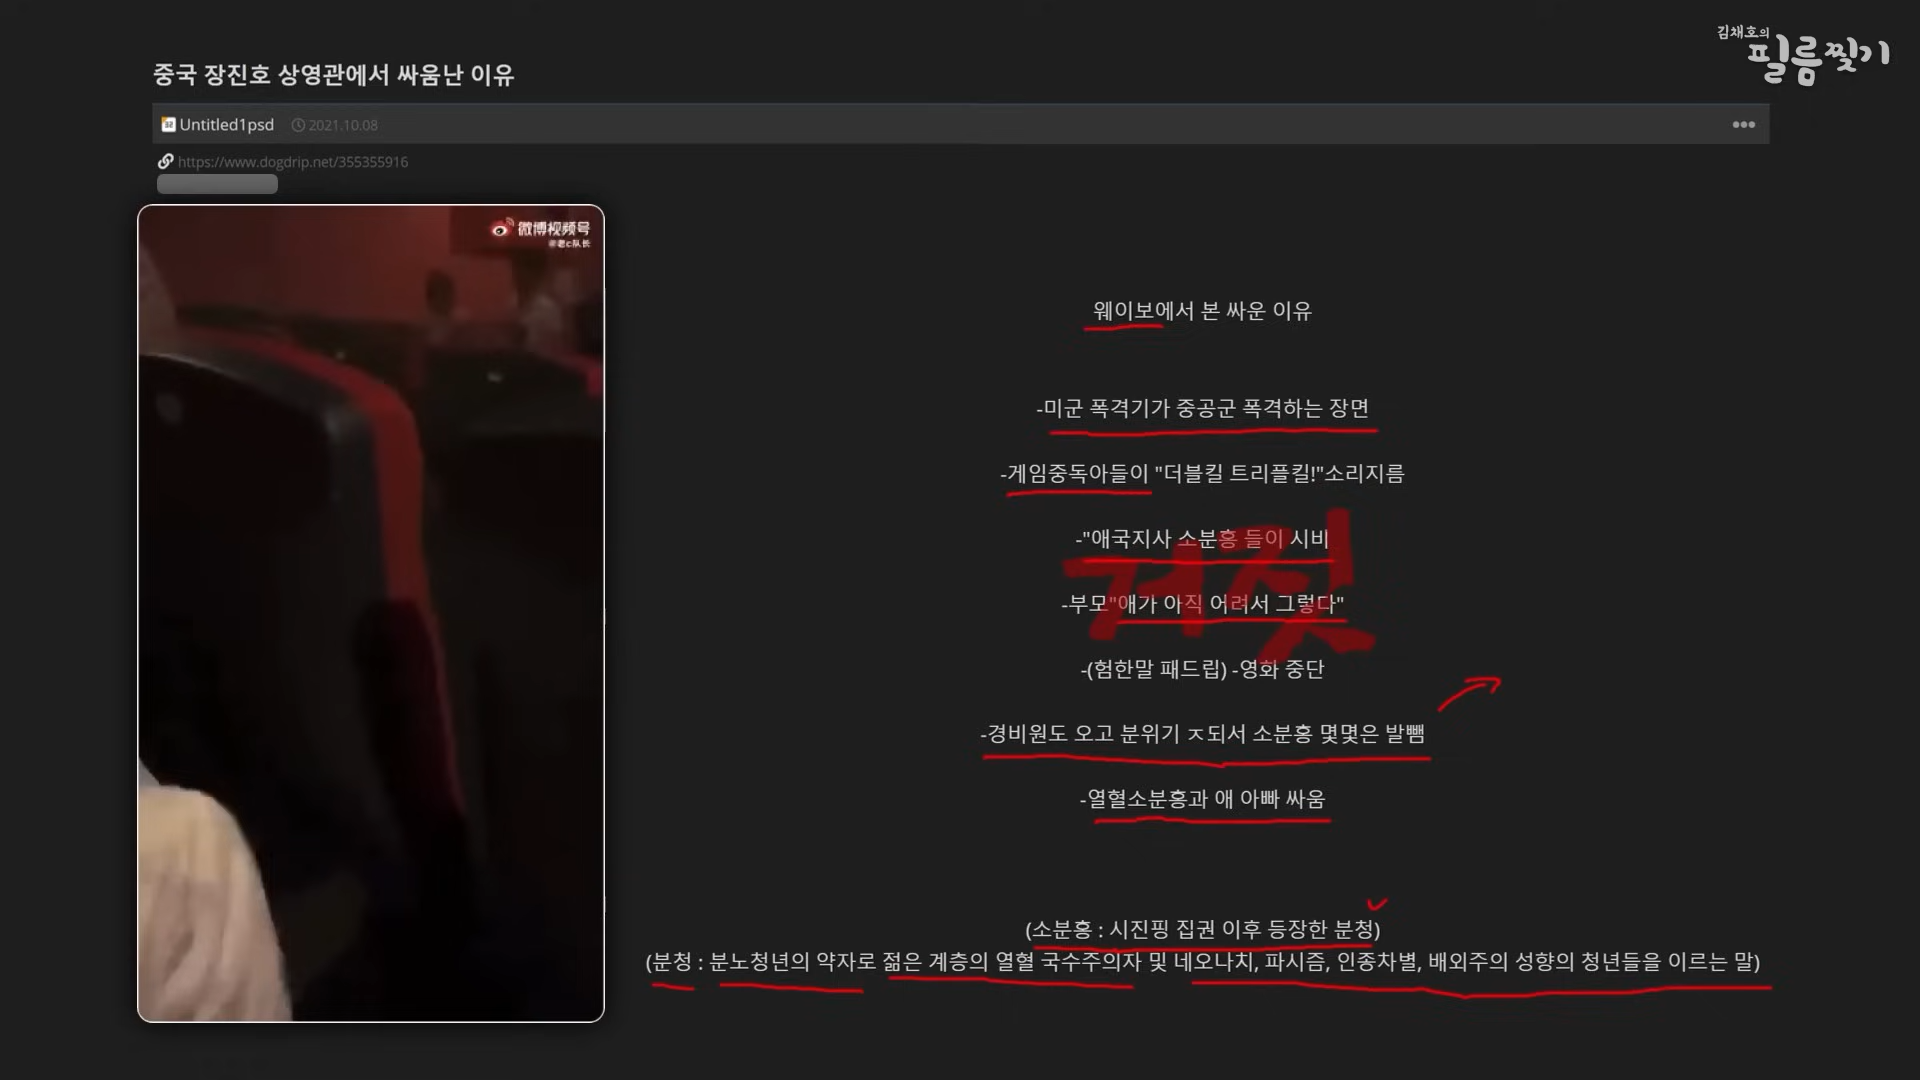 김채호의
필름찢기
중국 장진호 상영관에서 싸움난 이유
Untitled1psd 2021.10.08
https://www.dogdrip.net/355355916
微博视频号
@老c队长
웨이보에서 본 싸운 이유
-미군 폭격기가 중공군 폭격하는 장면
-게임중독아들이 "더블킬 트리플킬!"소리지름
-"애국지사 소분홍 들이 시비
거짓
-부모"애가 아직 어려서 그렇다"
-(험한말 패드립) -영화 중단
-경비원도 오고 분위기 ㅈ되서 소분홍 몇몇은 발뺌
-열혈소분홍과 애 아빠 싸움
(소분홍 : 시진핑 집권 이후 등장한 분청)
(분청 : 분노청년의 약자로 젊은 계층의 열혈 국수주의자 및 네오나치, 파시즘, 인종차별, 배외주의 성향의 청년들을 이르는 말)